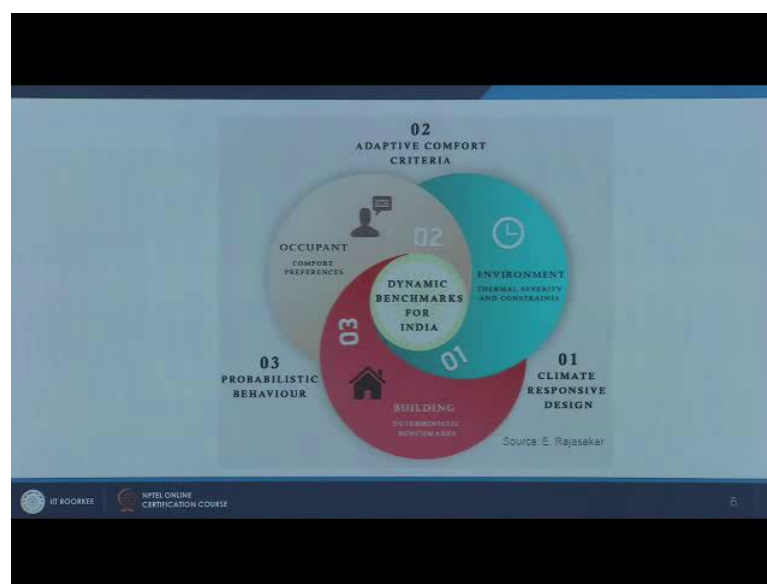 02
ADAPTIVE COMFORT
CRITERIA
OCCUPANT
COMFORT
PREFERENCES
02
ENVIRONMENT
THERMAL SEVERITY
AND CONSTRAINTS
DYNAMIC
BENCHMARKS
FOR
INDIA
03
01
03
PROBABILISTIC
BEHAVIOUR
01
CLIMATE
RESPONSIVE
DESIGN
BUILDING
DETERMINISTIC
BENCHMARKS
Source: E. Rajasekar
IIT ROORKEE
NPTEL ONLINE
CERTIFICATION COURSE
8